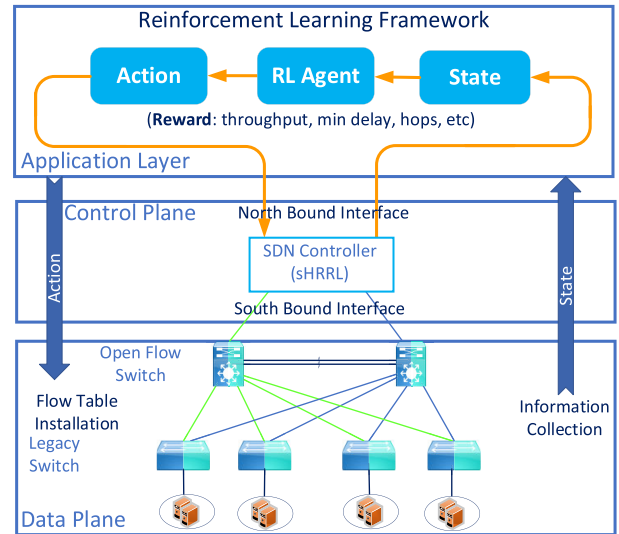 Reinforcement Learning Framework
Action
RL Agent
State
(Reward: throughput, min delay, hops, etc)
Application Layer
Control Plane
North Bound Interface
SDN Controller
(sHRRL)
South Bound Interface
Action
State
Open Flow
Switch
Flow Table
Installation
Information
Collection
Legacy
Switch
Data Plane